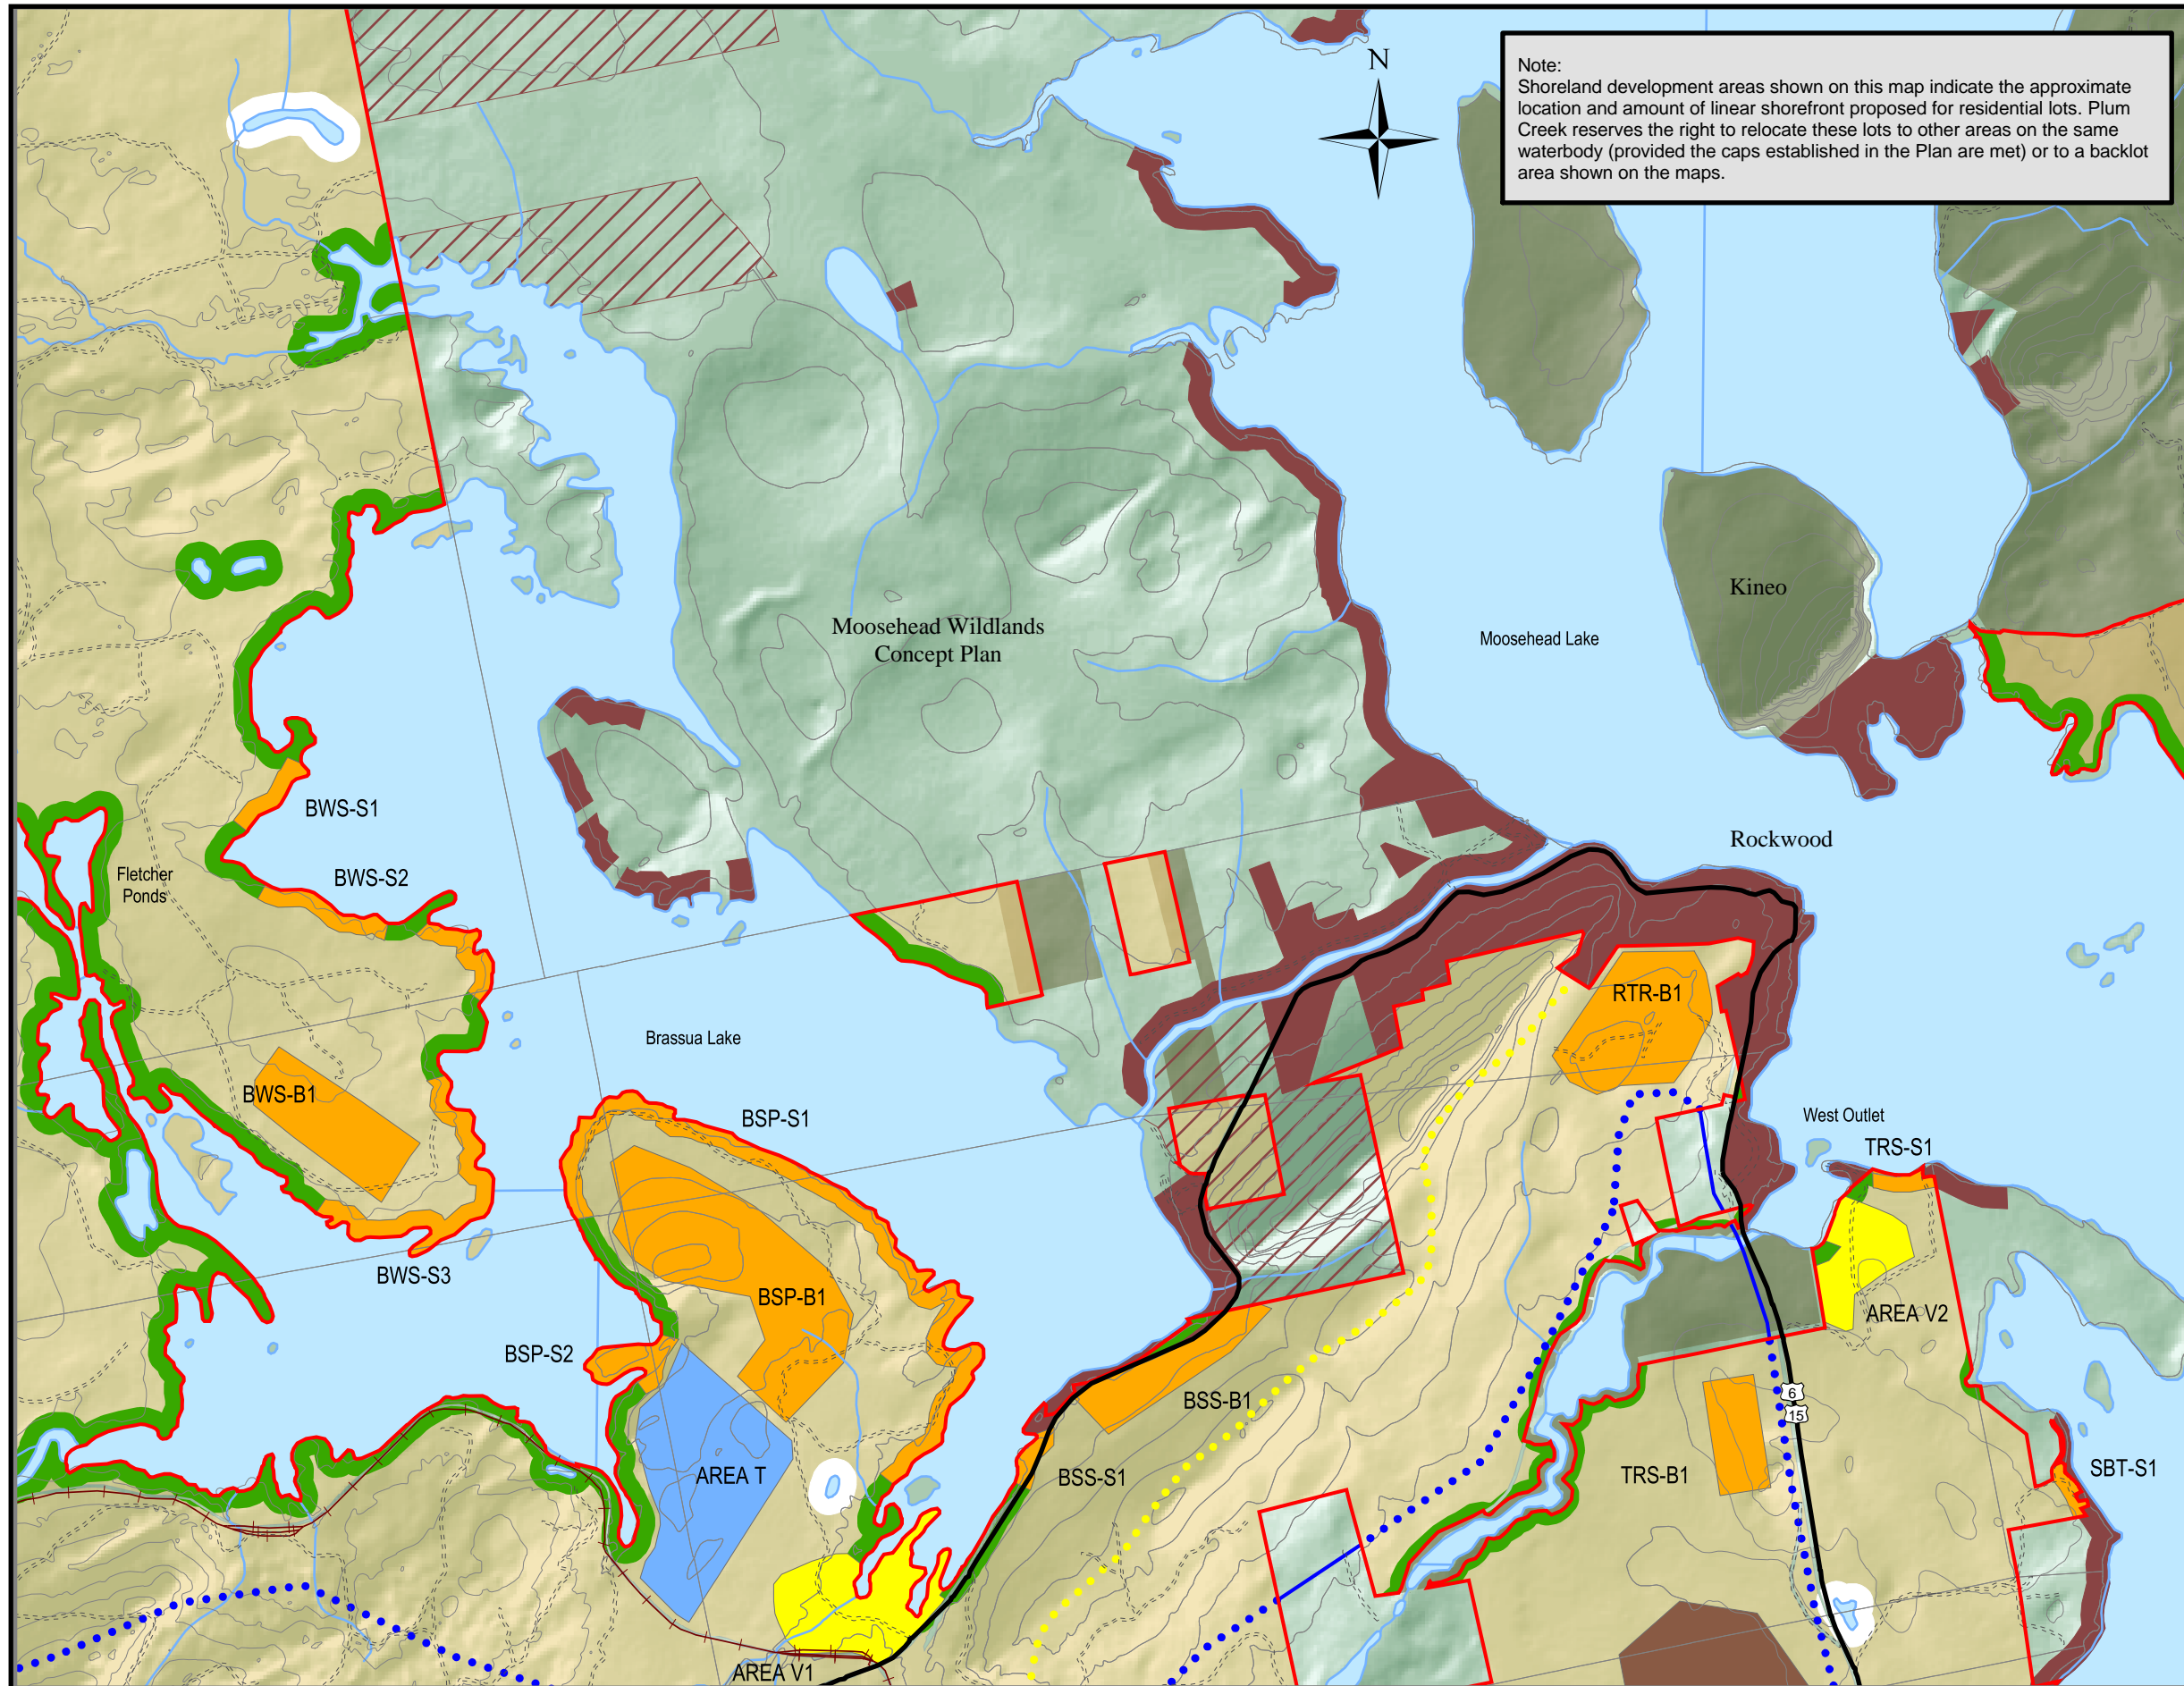 N
Note:
Shoreland development areas shown on this map indicate the approximate
location and amount of linear shorefront proposed for residential lots. Plum
Creek reserves the right to relocate these lots to other areas on the same
waterbody (provided the caps established in the Plan are met) or to a backlot
area shown on the maps.
Kineo
Moosehead Wildlands
Concept Plan
Moosehead Lake
BWS-S1
Rockwood
BWS-S2
Fletcher
Ponds
RTR-B1
Brassua Lake
BWS-B1
BSP-S1
West Outlet
TRS-S1
BWS-S3
BSP-B1
AREA V2
BSP-S2
BSS-B1
6
15
AREA T
BSS-S1
TRS-B1
SBT-S1
AREA V1